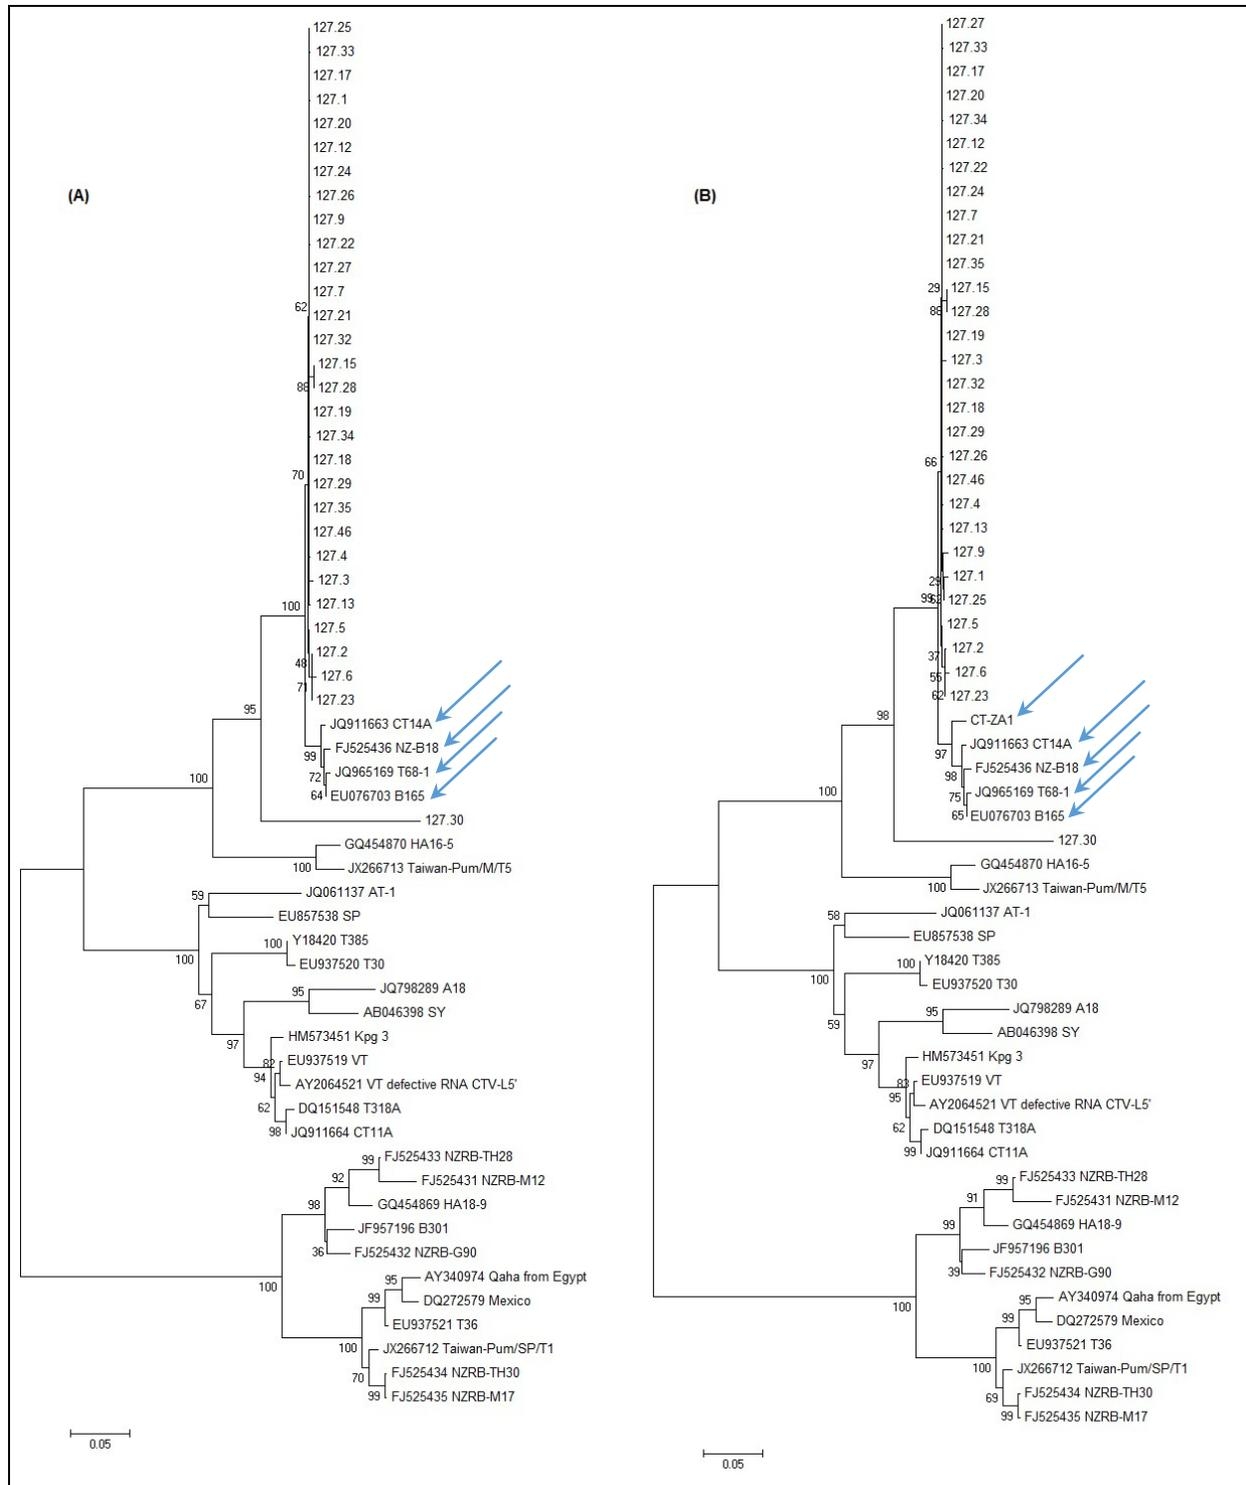 (A)
127.25
127.33
127.17
127.1
127.20
127.12
127.24
127.26
127.9
127.22
127.27
127.7
62
127.21
127.32
127.15
88
127.28
127.19
127.34
127.18
70
127.29
127.35
127.46
127.4
127.3
100
127.13
127.5
127.2
48
127.6
71
127.23
95
JQ911663 CT14A
FJ525436 NZ-B18
99
JQ965169 T68-1
72
EU076703 B165
64
100
127.30
GQ454870 HA16-5
100
JX266713 Taiwan-Pum/M/T5
JQ061137 AT-1
59
EU857538 SP
Y18420 T385
100
100
EU937520 T30
JQ798289 A18
95
67
AB046398 SY
HM573451 Kpg 3
97
EU937519 VT
82
94
AY2064521 VT defective RNA CTV-L5'
DQ151548 T318A
62
JQ911664 CT11A
98
FJ525433 NZRB-TH28
99
92
FJ525431 NZRB-M12
98
GQ454869 HA18-9
JF957196 B301
36
FJ525432 NZRB-G90
AY340974 Qaha from Egypt
95
100
DQ272579 Mexico
99
EU937521 T36
100
JX266712 Taiwan-Pum/SP/T1
FJ525434 NZRB-TH30
70
99
FJ525435 NZRB-M17
0.05
(B)
127.27
127.33
127.17
127.20
127.34
127.12
127.22
127.24
127.7
127.21
127.35
29
127.15
88
127.28
127.19
127.3
127.32
127.18
127.29
127.26
66
127.46
127.4
127.13
127.9
127.1
29
99
62
127.25
127.5
127.2
37
127.6
55
127.23
62
98
CT-ZA1
JQ911663 CT14A
97
FJ525436 NZ-B18
98
JQ965169 T68-1
75
100
EU076703 B165
65
127.30
GQ454870 HA16-5
100
JX266713 Taiwan-Pum/M/T5
JQ061137 AT-1
58
EU857538 SP
Y18420 T385
100
100
EU937520 T30
JQ798289 A18
95
59
AB046398 SY
HM573451 Kpg 3
97
EU937519 VT
83
95
AY2064521 VT defective RNA CTV-L5'
DQ151548 T318A
62
JQ911664 CT11A
99
FJ525433 NZRB-TH28
99
91
FJ525431 NZRB-M12
99
GQ454869 HA18-9
JF957196 B301
39
FJ525432 NZRB-G90
AY340974 Qaha from Egypt
95
100
DQ272579 Mexico
99
EU937521 T36
100
JX266712 Taiwan-Pum/SP/T1
FJ525434 NZRB-TH30
69
99
FJ525435 NZRB-M17
0.05